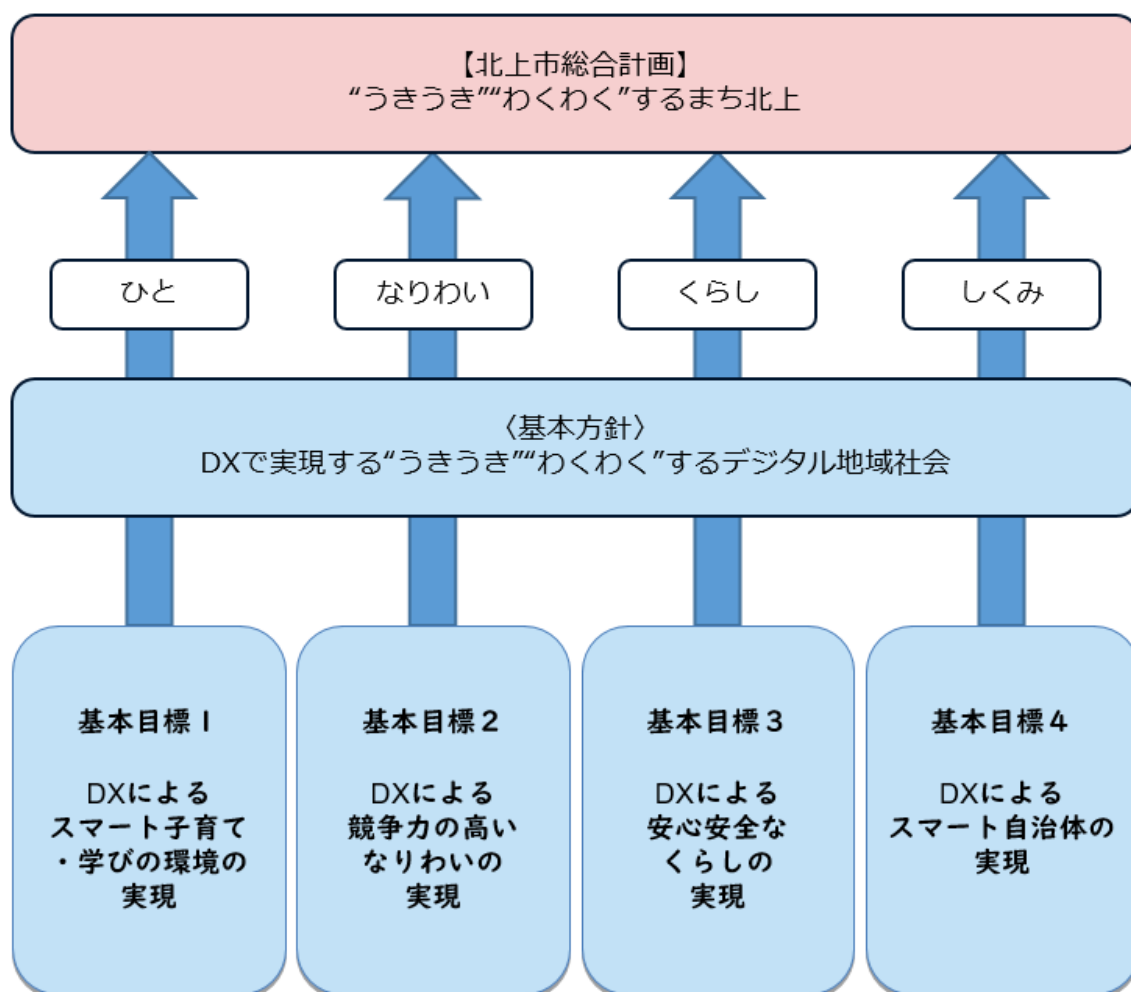 【北上市総合計画】
“うきうき”“わくわく”するまち北上
ひと
なりわい
くらし
しくみ
〈基本方針〉
DXで実現する“うきうき”“わくわく”するデジタル地域社会
基本目標1
DXによる
スマート子育て
・学びの環境の
実現
基本目標2
DXによる
競争力の高い
なりわいの
実現
基本目標3
DXによる
安心安全な
くらしの
実現
基本目標4
DXによる
スマート自治体の
実現